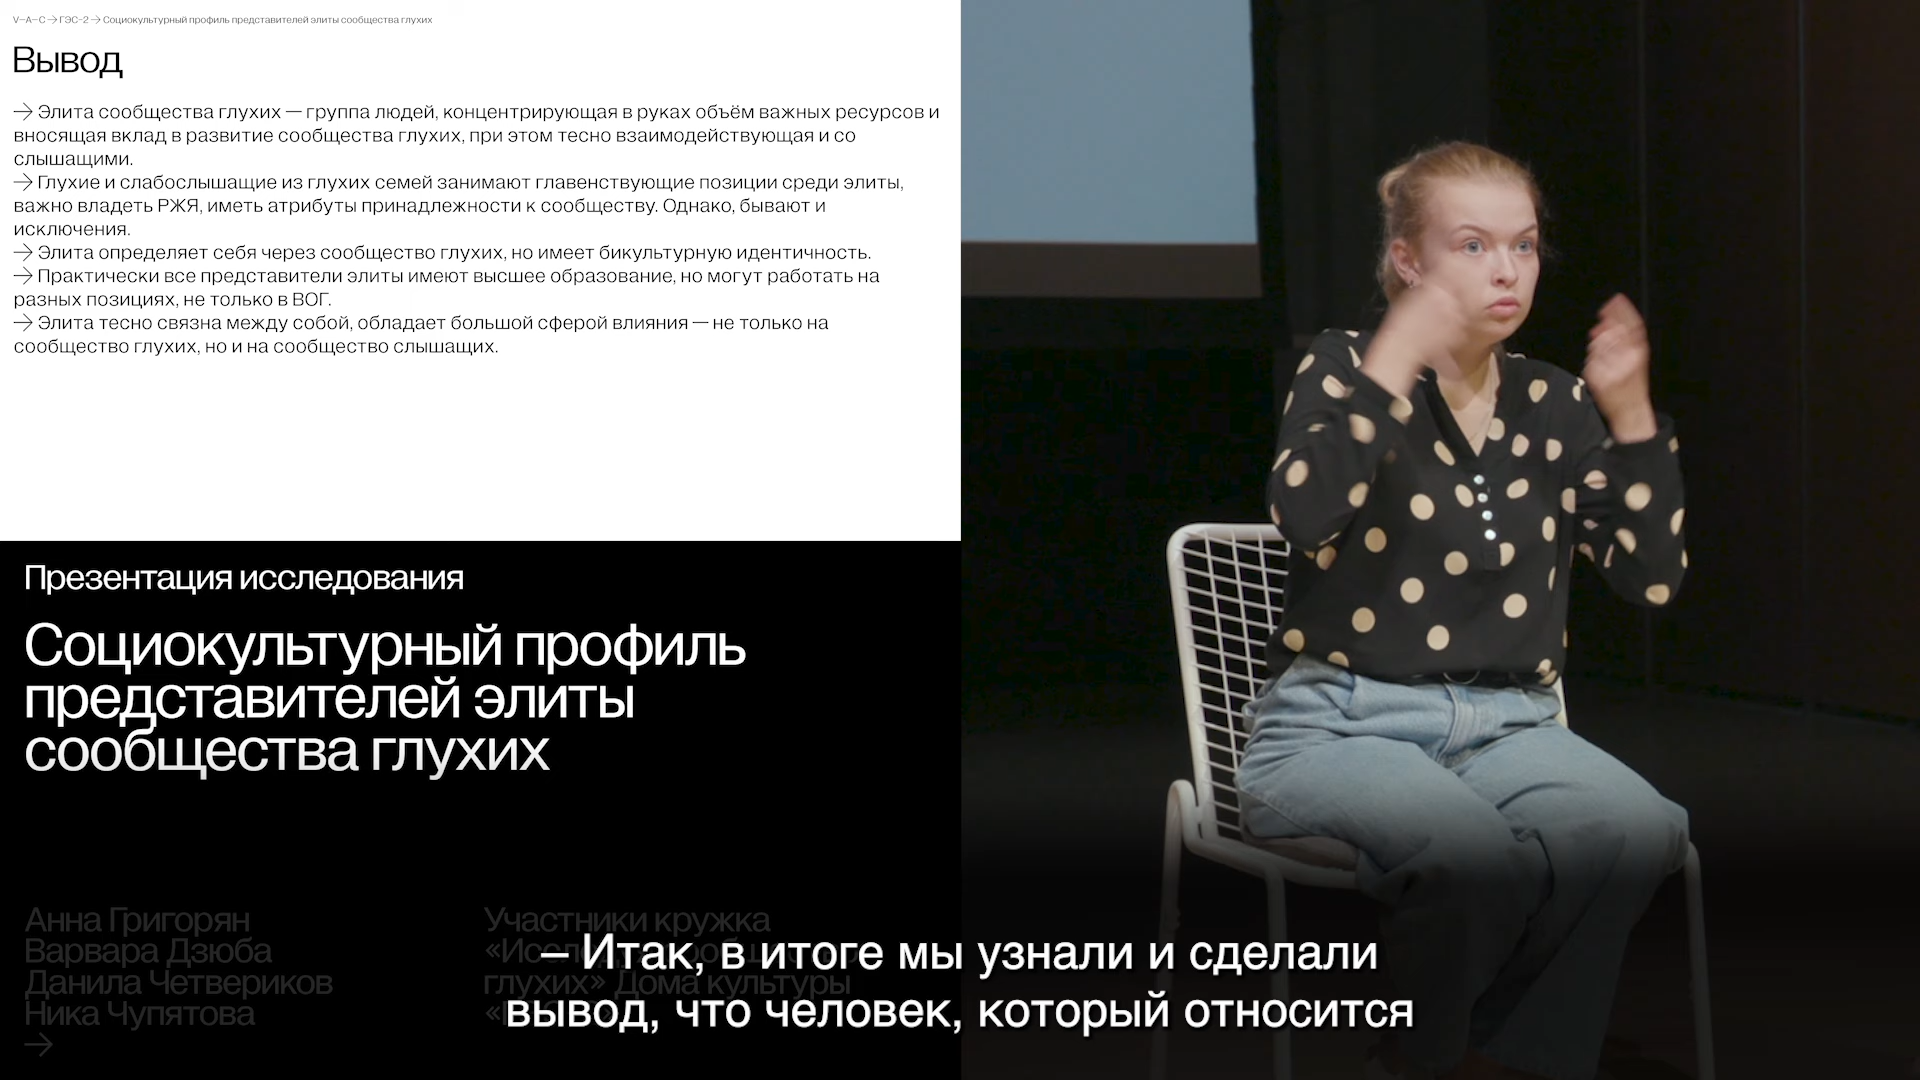 V–A–C → ГЭС-2 → Социокультурный профиль представителей элиты сообщества глухих
Вывод
→ Элита сообщества глухих — группа людей, концентрирующая в руках объём важных ресурсов и
вносящая вклад в развитие сообщества глухих, при этом тесно взаимодействующая и со
слышащими.
→ Глухие и слабослышащие из глухих семей занимают главенствующие позиции среди элиты,
важно владеть РЖЯ, иметь атрибуты принадлежности к сообществу. Однако, бывают и
исключения.
→ Элита определяет себя через сообщество глухих, но имеет бикультурную идентичность.
→ Практически все представители элиты имеют высшее образование, но могут работать на
разных позициях, не только в ВОГ.
→ Элита тесно связна между собой, обладает большой сферой влияния — не только на
сообщество глухих, но и на сообщество слышащих.
Презентация исследования
Социокультурный профиль
представителей элиты
сообщества глухих
Анна Григорян
Варвара Дзюба
Данила Четвериков
Ника Чупятова
→
Участники кружка
глухих» Дома культуры
– Итак, в итоге мы узнали и сделали
вывод, что человек, который относится